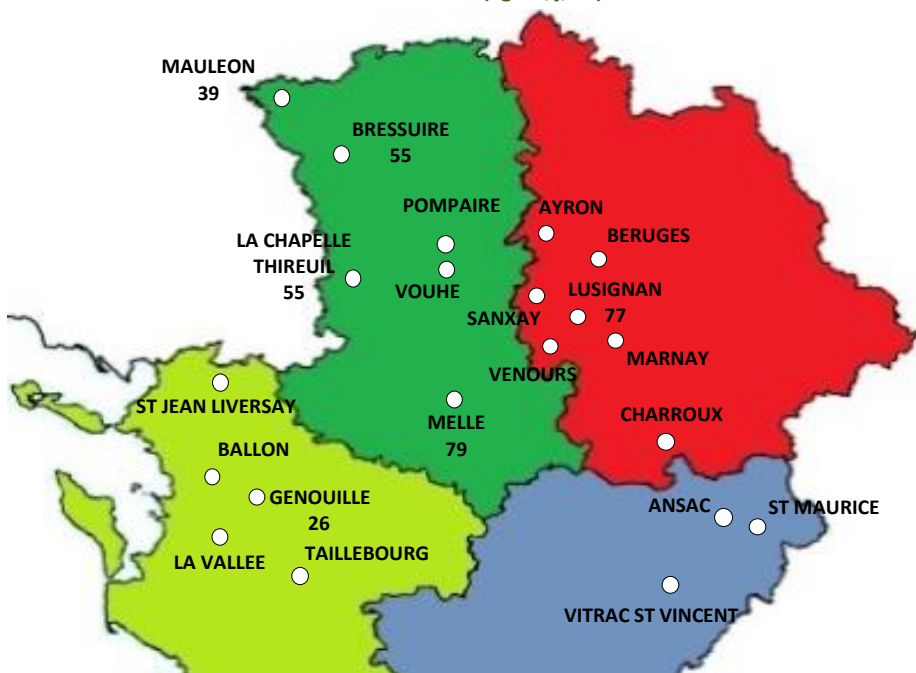 MAULEON
39
BRESSUIRE
55
POMPAIRE
AYRON
LA CHAPELLE
THIREUIL
55
BERUGES
VOUHE
LUSIGNAN
77
SANXAY
VENOURS
MARNAY
ST JEAN LIVERSAY
MELLE
79
CHARROUX
BALLON
GENOUILLE
26
ANSAC
ST MAURICE
LA VALLEE
TAILLEBOURG
VITRAC ST VINCENT